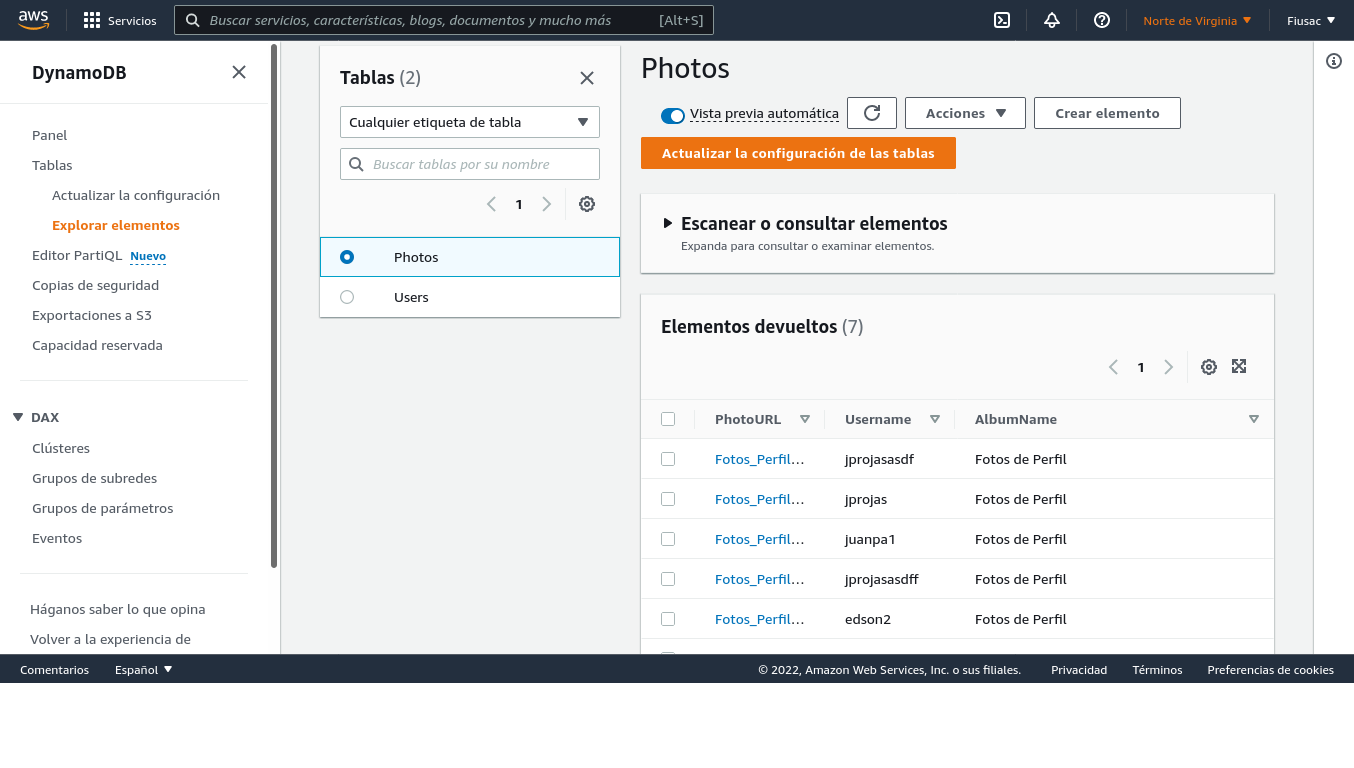 aws
Servicios
Buscar servicios, características, blogs, documentos y mucho más [Alt+S]
Norte de Virginia
Fiusac
DynamoDB
Panel
Tablas
Actualizar la configuración
Explorar elementos
Editor PartiQL Nuevo
Copias de seguridad
Exportaciones a S3
Capacidad reservada
DAX
Clústeres
Grupos de subredes
Grupos de parámetros
Eventos
Háganos saber lo que opina
Volver a la experiencia de
Tablas (2)
Cualquier etiqueta de tabla
Buscar tablas por su nombre
1
Photos
Users
Photos
Vista previa automática
Acciones
Crear elemento
Actualizar la configuración de las tablas
Escanear o consultar elementos
Expanda para consultar o examinar elementos.
Elementos devueltos (7)
1
PhotoURL Username AlbumName
Fotos_Perfil... jprojasasdf Fotos de Perfil
Fotos_Perfil... jprojas Fotos de Perfil
Fotos_Perfil... juanpa1 Fotos de Perfil
Fotos_Perfil... jprojasasdff Fotos de Perfil
Fotos_Perfil... edson2 Fotos de Perfil
Comentarios
Español
© 2022, Amazon Web Services, Inc. o sus filiales.
Privacidad
Términos
Preferencias de cookies